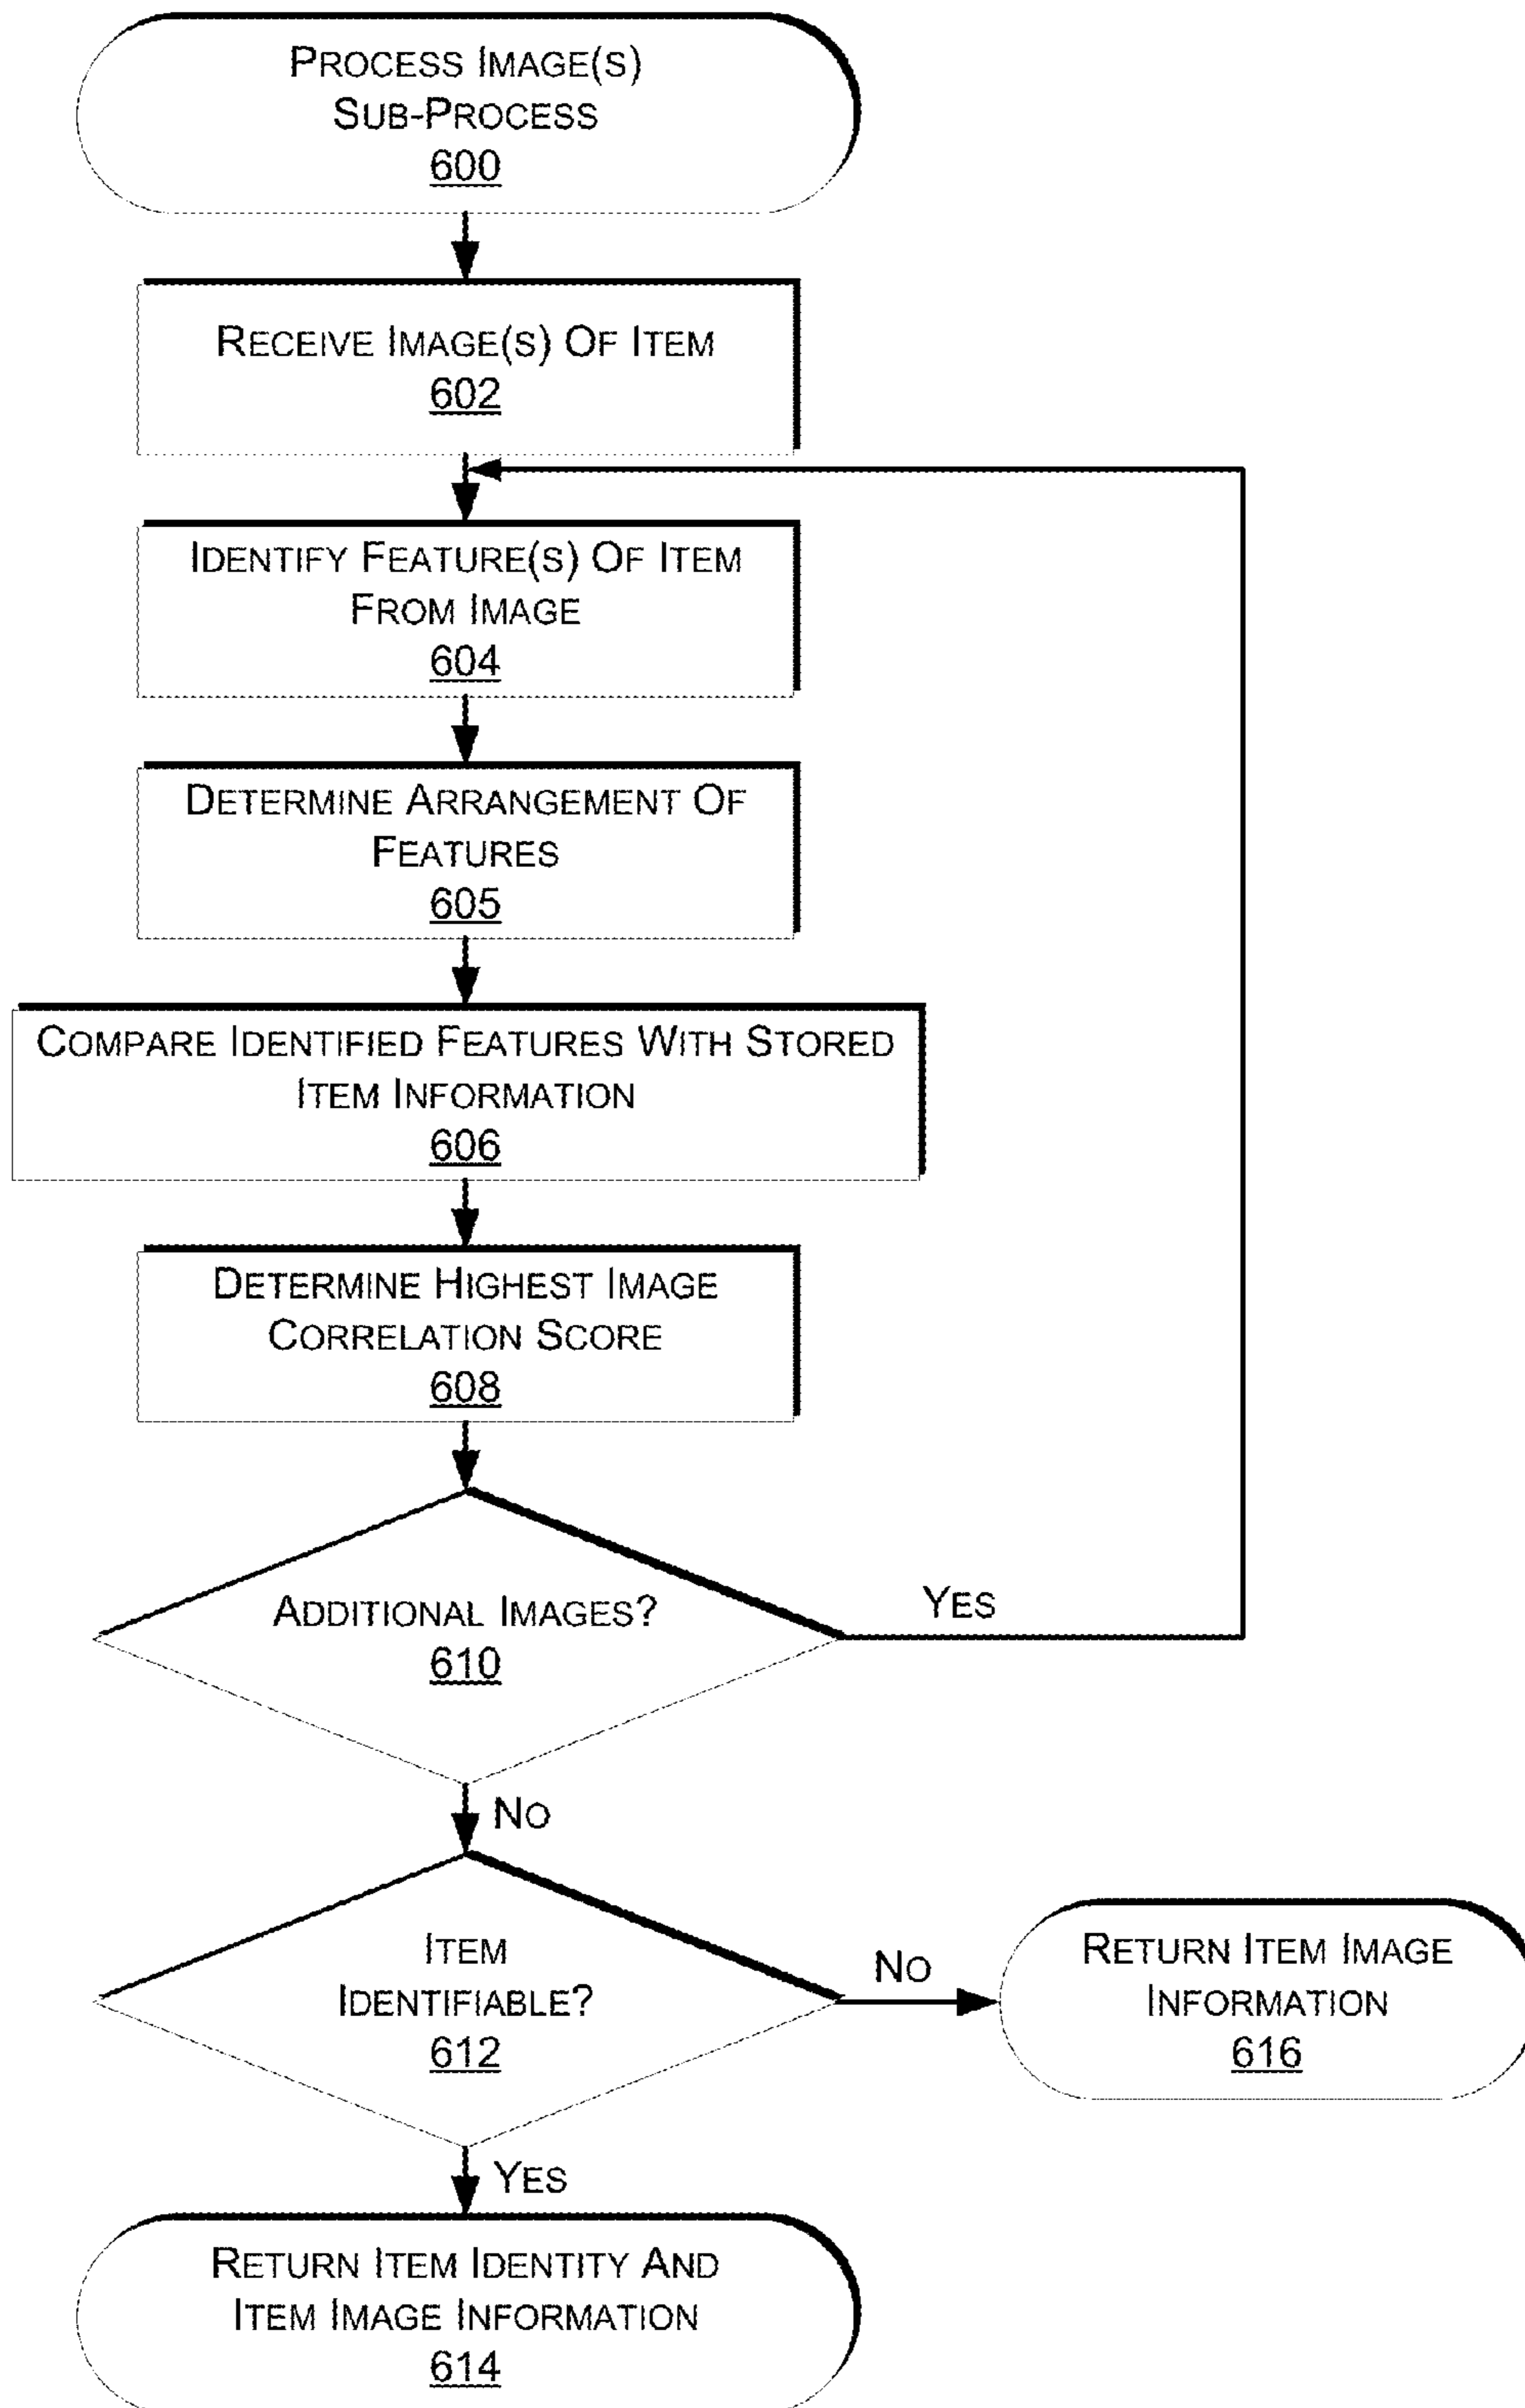 PROCESS IMAGE(S)
SUB-PROCESS
600
RECEIVE IMAGE(S) OF ITEM
602
IDENTIFY FEATURE(S) OF ITEM
FROM IMAGE
604
DETERMINE ARRANGEMENT OF
FEATURES
605
COMPARE IDENTIFIED FEATURES WITH STORED
ITEM INFORMATION
606
DETERMINE HIGHEST IMAGE
CORRELATION SCORE
608
ADDITIONAL IMAGES?
610
YES
NO
ITEM
IDENTIFIABLE?
612
NO
RETURN ITEM IMAGE
INFORMATION
616
YES
RETURN ITEM IDENTITY AND
ITEM IMAGE INFORMATION
614